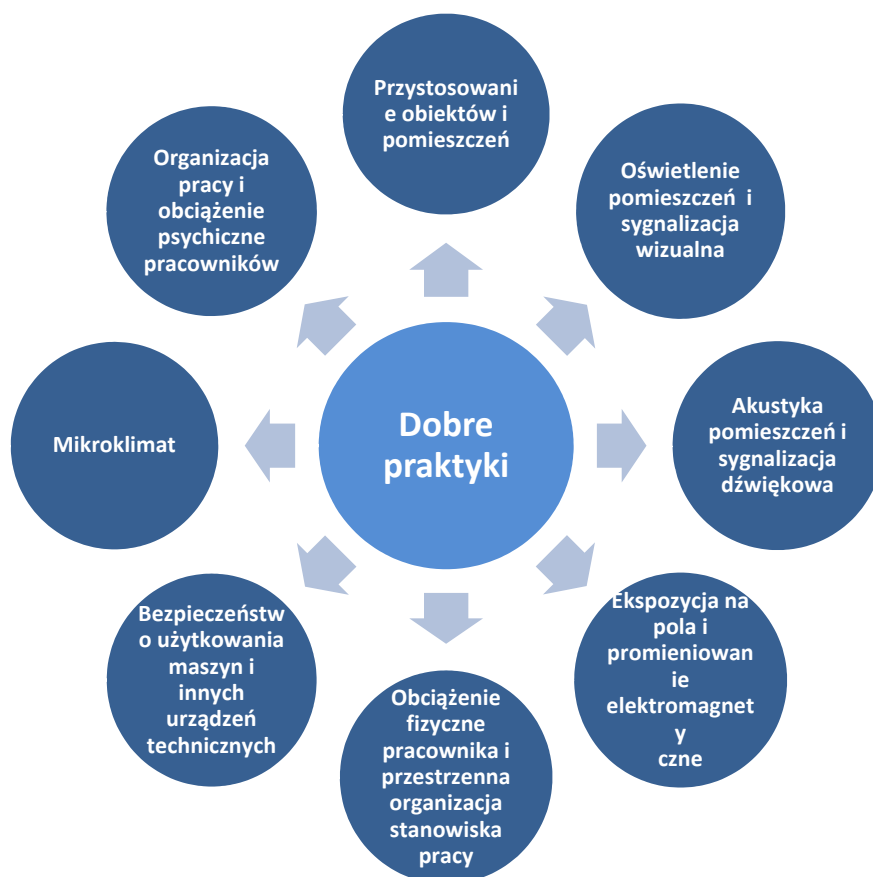 Przystosowani
e obiektów i
pomieszczeń
Oświetlenie
pomieszczeń i
sygnalizacja
wizualna
Akustyka
pomieszczeń i
sygnalizacja
dźwiękowa
Ekspozycja na
pola i
promieniowan
ie
elektromagnet
y
czne
Obciążenie
fizyczne
pracownika i
przestrzenna
organizacja
stanowiska
pracy
Bezpieczeństw
o użytkowania
maszyn i
innych
urządzeń
technicznych
Mikroklimat
Organizacja
pracy i
obciążenie
psychiczne
pracowników
Dobre
praktyki